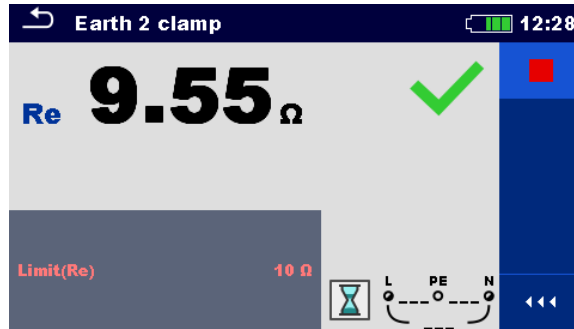 Earth 2 clamp 12:28
Re 9.55 Ω
Limit(Re) 10 Ω
L PE N